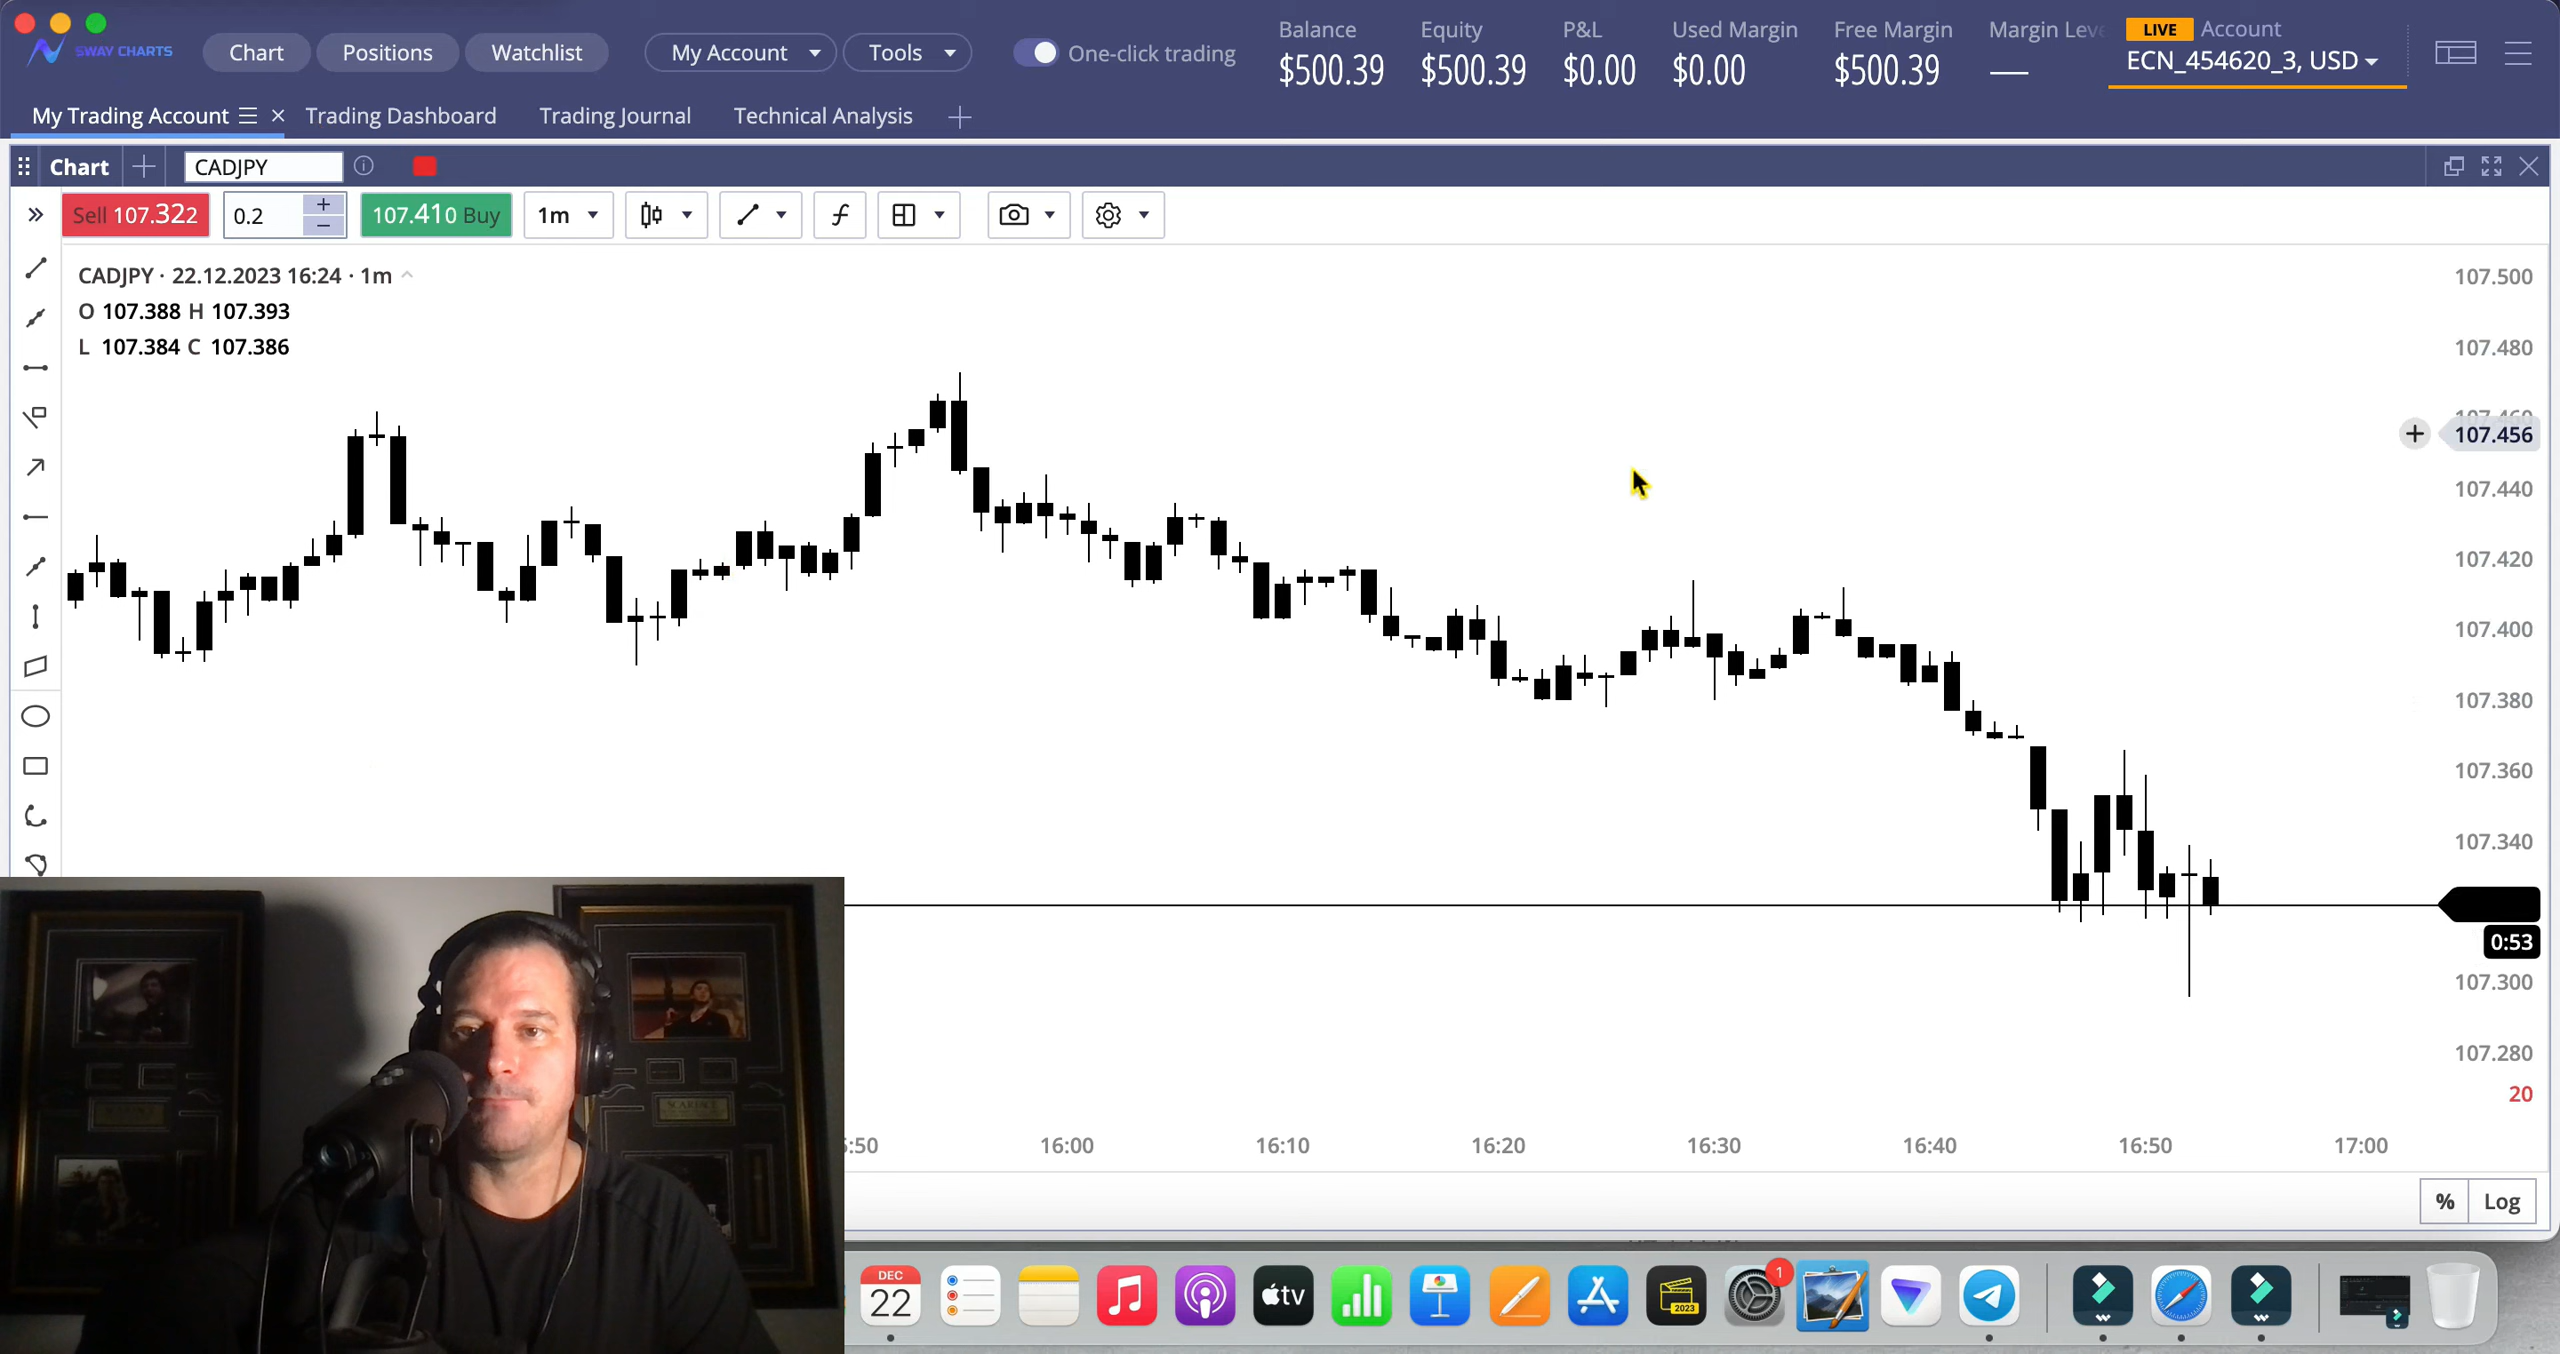 Balance
Equity
P&L
Used Margin
Free Margin
LIVE Account
SWAY CHARTS
Chart
Positions
Watchlist
My Account
Tools
One-click trading
$500.39
$500.39
$0.00
$0.00
$500.39
—
ECN_454620_3, USD
My Trading Account
Trading Dashboard
Trading Journal
Technical Analysis
Chart
CADJPY
Sell 107.322
0.2
107.410 Buy
1m
CADJPY · 22.12.2023 16:24 · 1m
O 107.388 H 107.393
L 107.384 C 107.386
107.500
107.480
107.456
107.440
107.420
107.400
107.380
107.360
107.340
0:53
107.300
107.280
20
:50
16:00
16:10
16:20
16:30
16:40
16:50
17:00
%
Log
SCARFACE
DEC
22
tv
2023
1